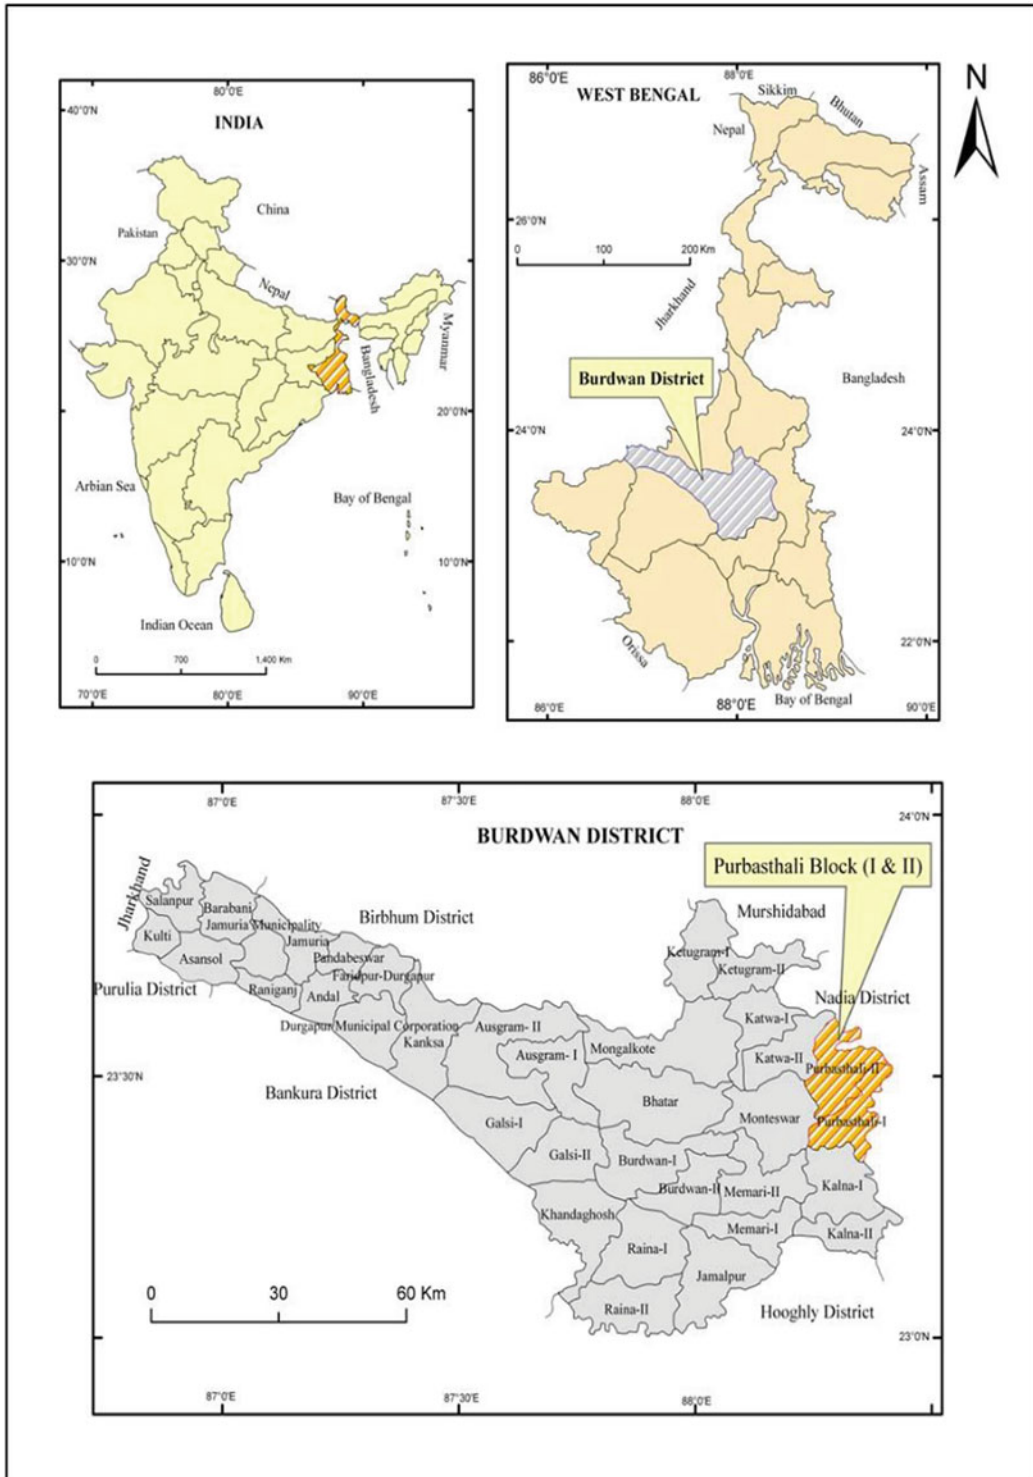 40°0'N
80°0'E
INDIA
China
Pakistan
30°0'N
Nepal
Myanmar
Bangladesh
20°0'N
Arbian Sea
Bay of Bengal
10°0'N
Indian Ocean
0 700 1,400 Km
70°0'E 80°0'E 90°0'E
86°0'E 88°0'E
WEST BENGAL
Sikkim
Bhutan
Nepal
Assam
26°0'N
0 100 200 Km
Jharkhand
Burdwan District
Bangladesh
24°0'N 24°0'N
Orissa
22°0'N
Bay of Bengal
86°0'E 88°0'E 90°0'E
N
87°0'E 87°30'E 88°0'E
24°0'N
BURDWAN DISTRICT
Purbasthali Block (I & II)
Jharkhand
Salanpur
Barabani
Birbhum District
Murshidabad
Jamuria Municipality
Kulti
Jamuria
Asansol
Pandabeswar
Ketugram-I
Ketugram-II
Faridpur-Durgapur
Purulia District
Raniganj
Andal
Nadia District
Durgapur Municipal Corporation
Kanksa
Ausgram- II
Katwa-I
Ausgram- I
Mongalkote
Katwa-II
Purbasthali-II
23°30'N 23°30'N
Bankura District
Bhatar
Galsi-I
Monteswar
Purbasthali-I
Galsi-II
Burdwan-I
Burdwan-II
Memari-II
Kalna-I
Khandaghosh
Memari-I
Kalna-II
Raina-I
Jamalpur
0 30 60 Km
Raina-II
Hooghly District
23°0'N
87°0'E 87°30'E 88°0'E